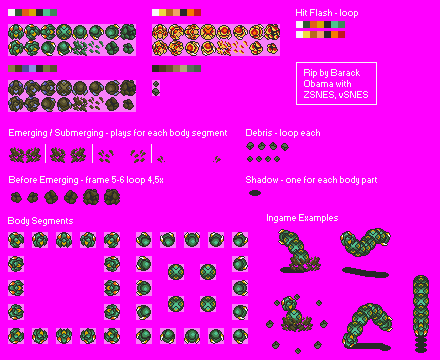 Hit Flash - loop
Rip by Barack
Obama with
ZSNES, vSNES
Emerging / Submerging - plays for each body segment
Debris - loop each
Before Emerging - frame 5-6 loop 4,5x
Shadow - one for each body part
Body Segments
Ingame Examples